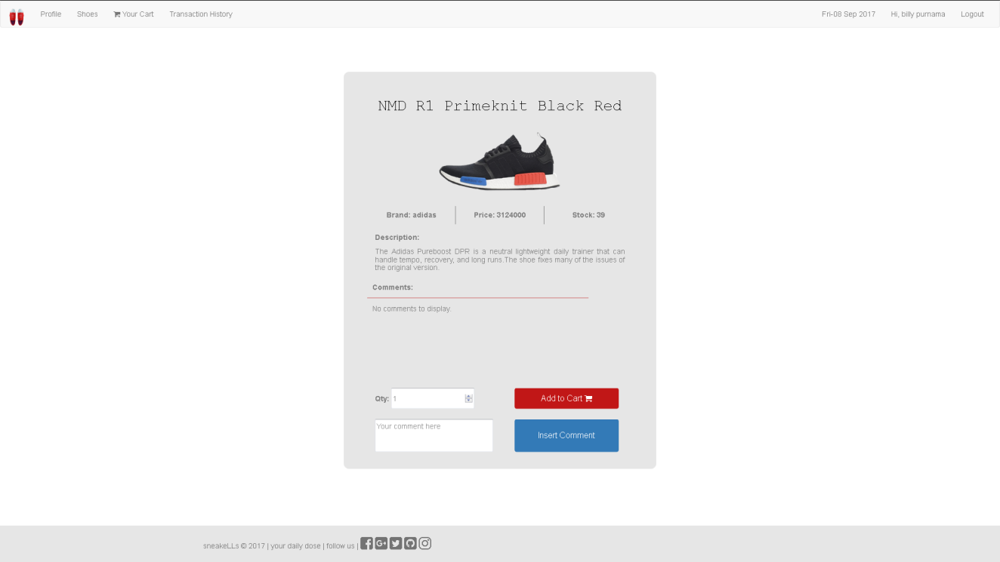 Profile Shoes Your Cart Transaction History Fri-08 Sep 2017 Hi, billy purnama Logout
NMD R1 Primeknit Black Red
Brand: adidas Price: 3124000 Stock: 39
Description:
The Adidas Pureboost DPR is a neutral lightweight daily trainer that can
handle tempo, recovery, and long runs.The shoe fixes many of the issues of
the original version.
Comments:
No comments to display.
Qty: 1 Add to Cart
Your comment here
Insert Comment
sneakeLLs © 2017 | your daily dose | follow us |